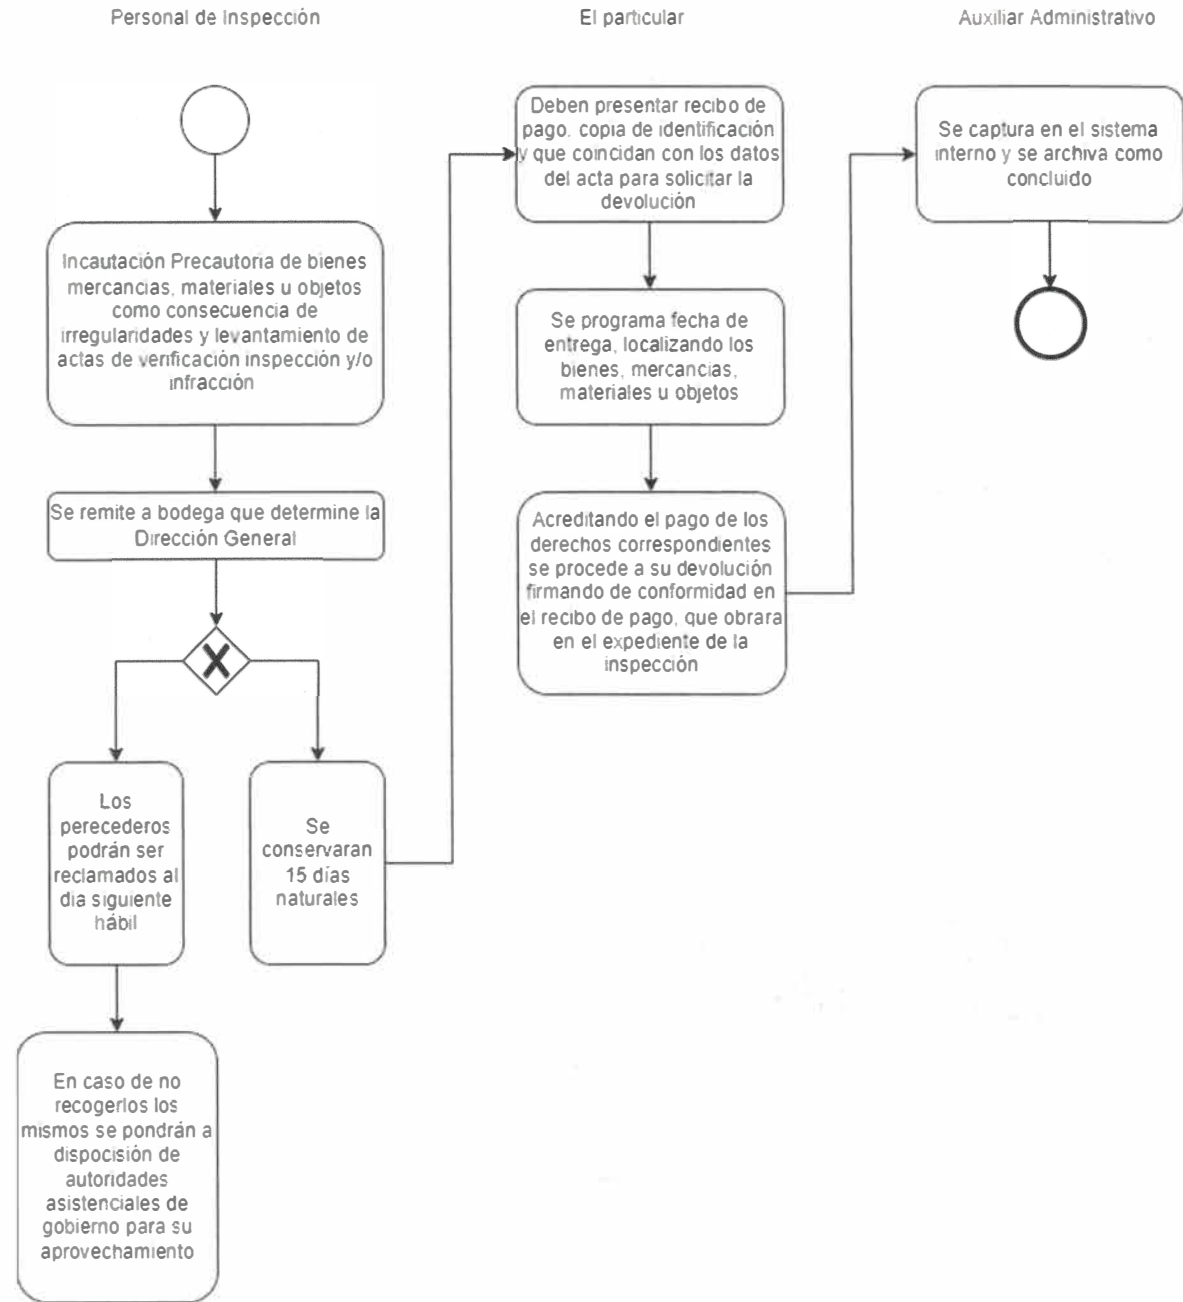 Personal de Inspección
El particular
Auxiliar Administrativo
Incautación Precautoria de bienes
mercancias, materiales u objetos
como consecuencia de
irregularidades y levantamiento de
actas de verificación inspección y/o
infracción
Se remite a bodega que determine la
Dirección General
X
Los
perecederos
podrán ser
reclamados al
dia siguiente
hábil
Se
conservaran
15 días
naturales
En caso de no
recogerlos los
mismos se pondrán a
disposición de
autoridades
asistenciales de
gobierno para su
aprovechamiento
Deben presentar recibo de
pago. copia de identificación
y que coincidan con los datos
del acta para solicitar la
devolución
Se programa fecha de
entrega, localizando los
bienes, mercancias,
materiales u objetos
Acreditando el pago de los
derechos correspondientes
se procede a su devolución
firmando de conformidad en
el recibo de pago, que obrara
en el expediente de la
inspección
Se captura en el sistema
interno y se archiva como
concluido